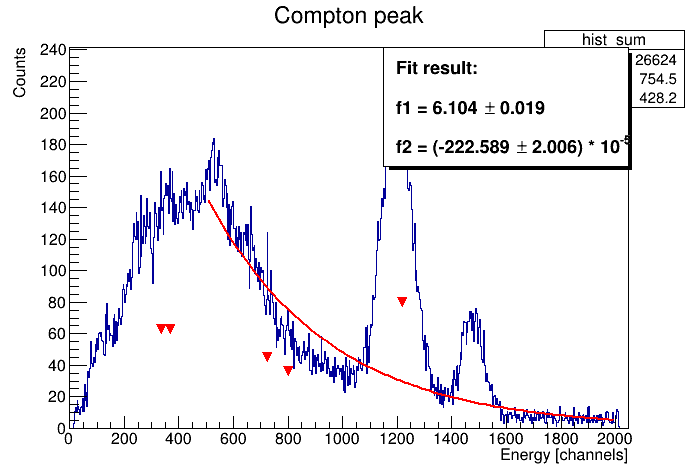 Compton peak
hist_sum
26624
754.5
428.2
Fit result:
f1 = 6.104 ± 0.019
f2 = (-222.589 ± 2.006) * 10-5
Counts
240
220
200
180
160
140
120
100
80
60
40
20
0
0 200 400 600 800 1000 1200 1400 1600 1800 2000
Energy [channels]